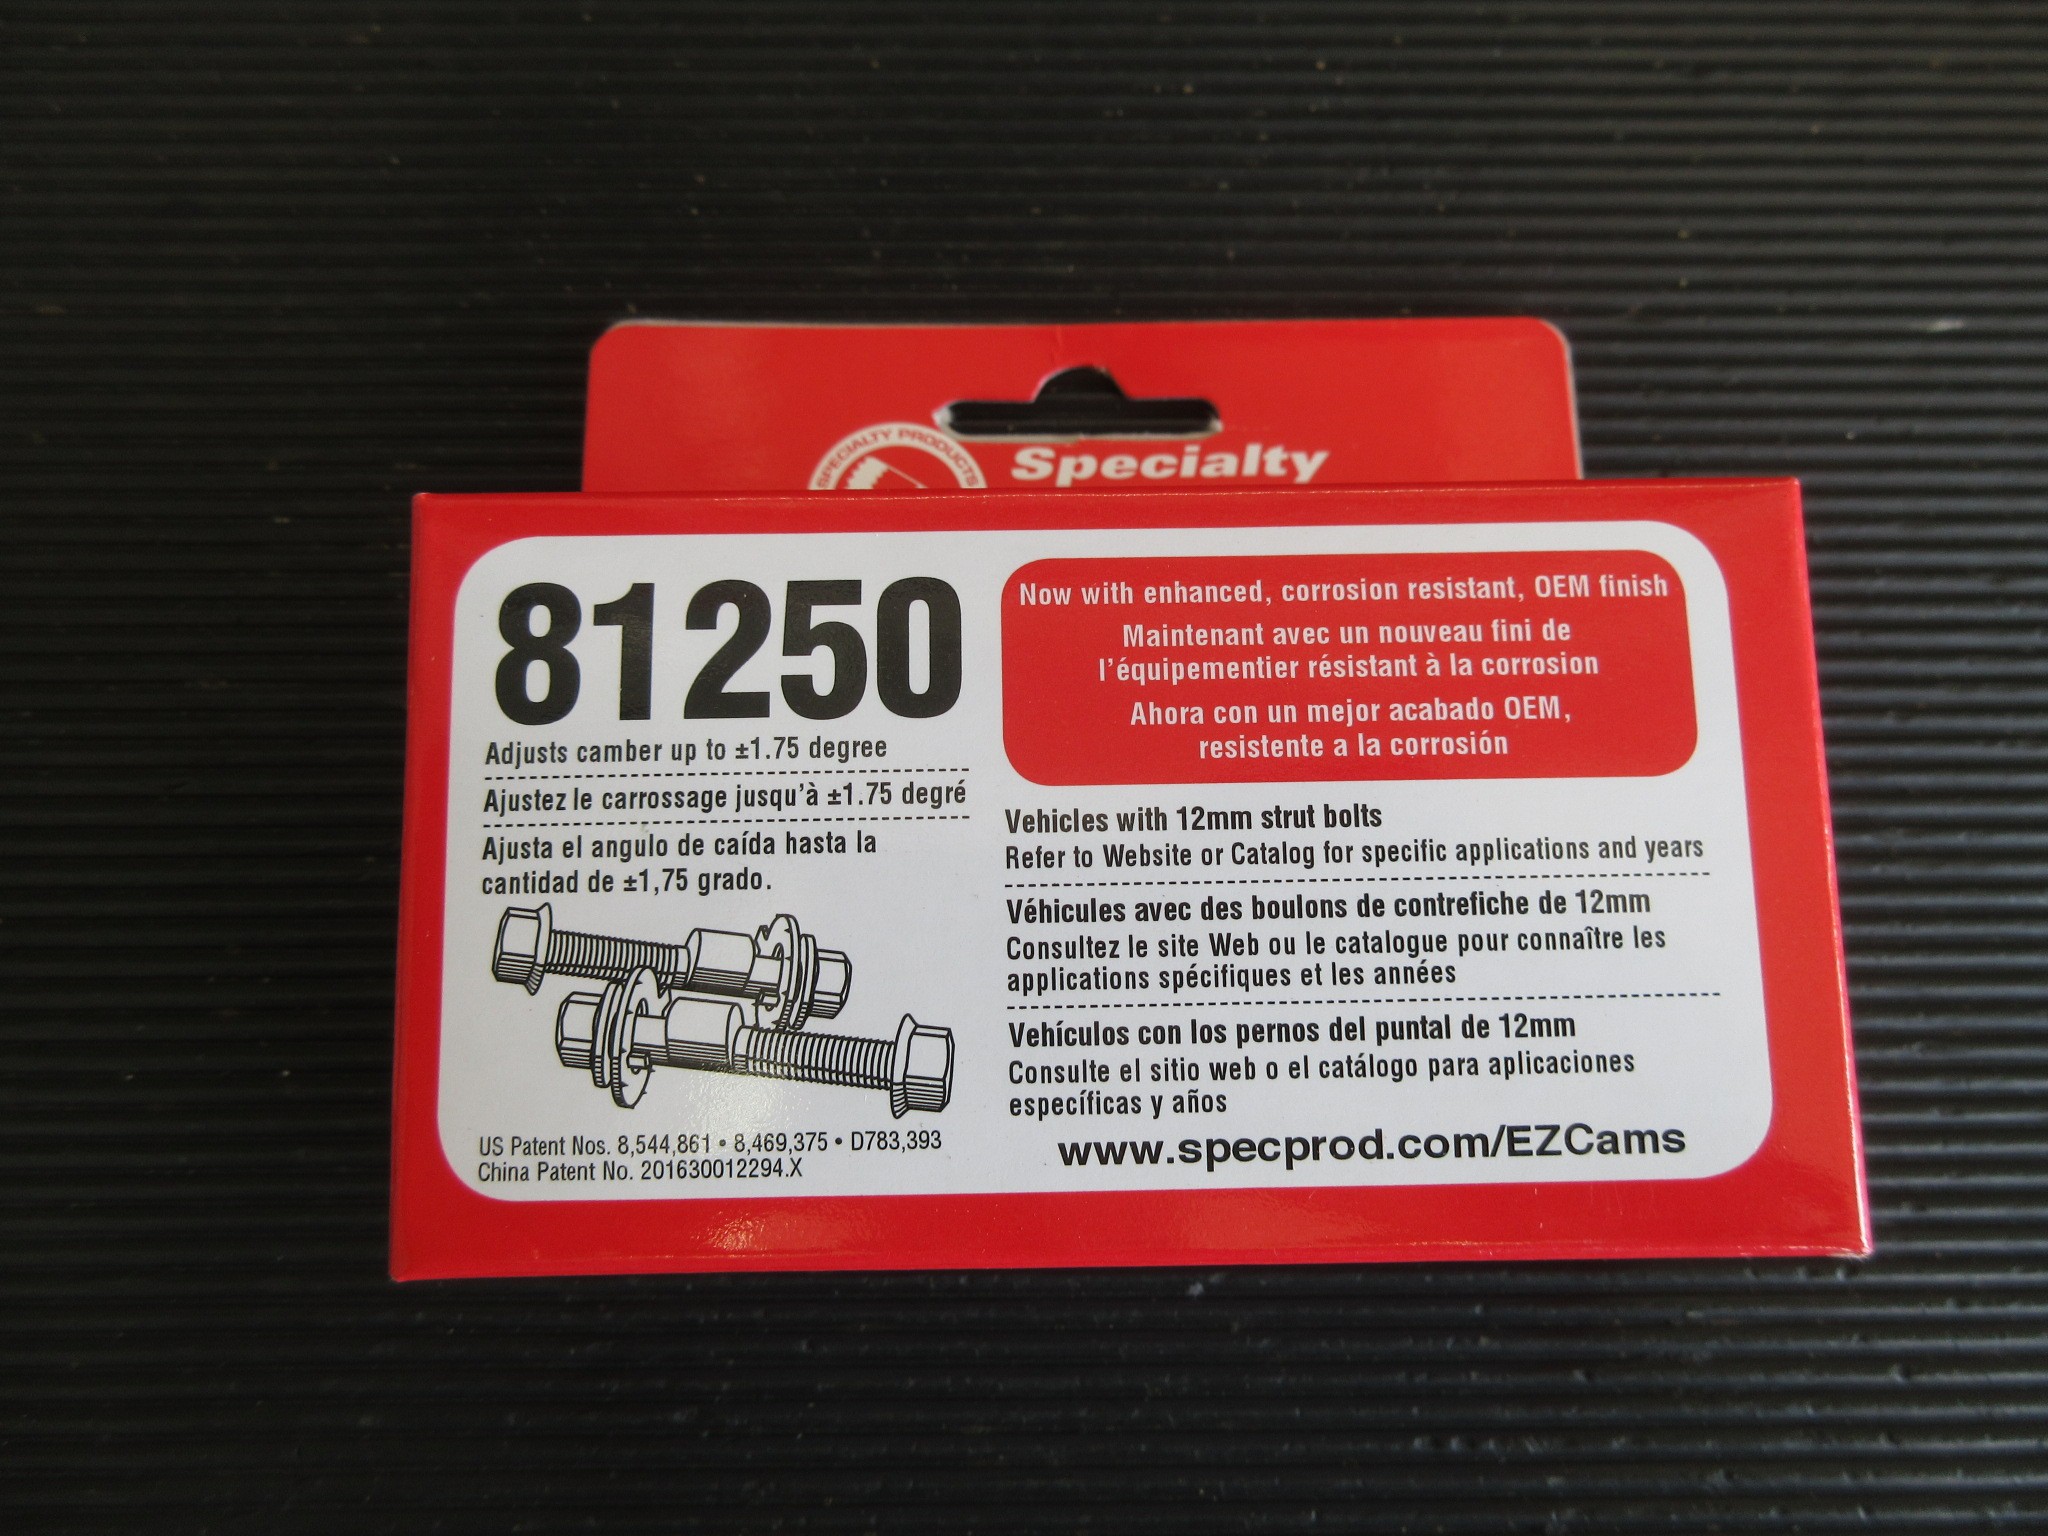 SPECIALTY PRODUCTS
Specialty
81250
Adjusts camber up to ±1.75 degree
Ajustez le carrossage jusqu'à ±1.75 degré
Ajusta el angulo de caída hasta la
cantidad de ±1,75 grado.
US Patent Nos. 8,544,861 • 8,469,375 • D783,393
China Patent No. 201630012294.X
Now with enhanced, corrosion resistant, OEM finish
Maintenant avec un nouveau fini de
l'équipementier résistant à la corrosion
Ahora con un mejor acabado OEM,
resistente a la corrosión
Vehicles with 12mm strut bolts
Refer to Website or Catalog for specific applications and years
Véhicules avec des boulons de contrefiche de 12mm
Consultez le site Web ou le catalogue pour connaître les
applications spécifiques et les années
Vehículos con los pernos del puntal de 12mm
Consulte el sitio web o el catálogo para aplicaciones
específicas y años
www.specprod.com/EZCams